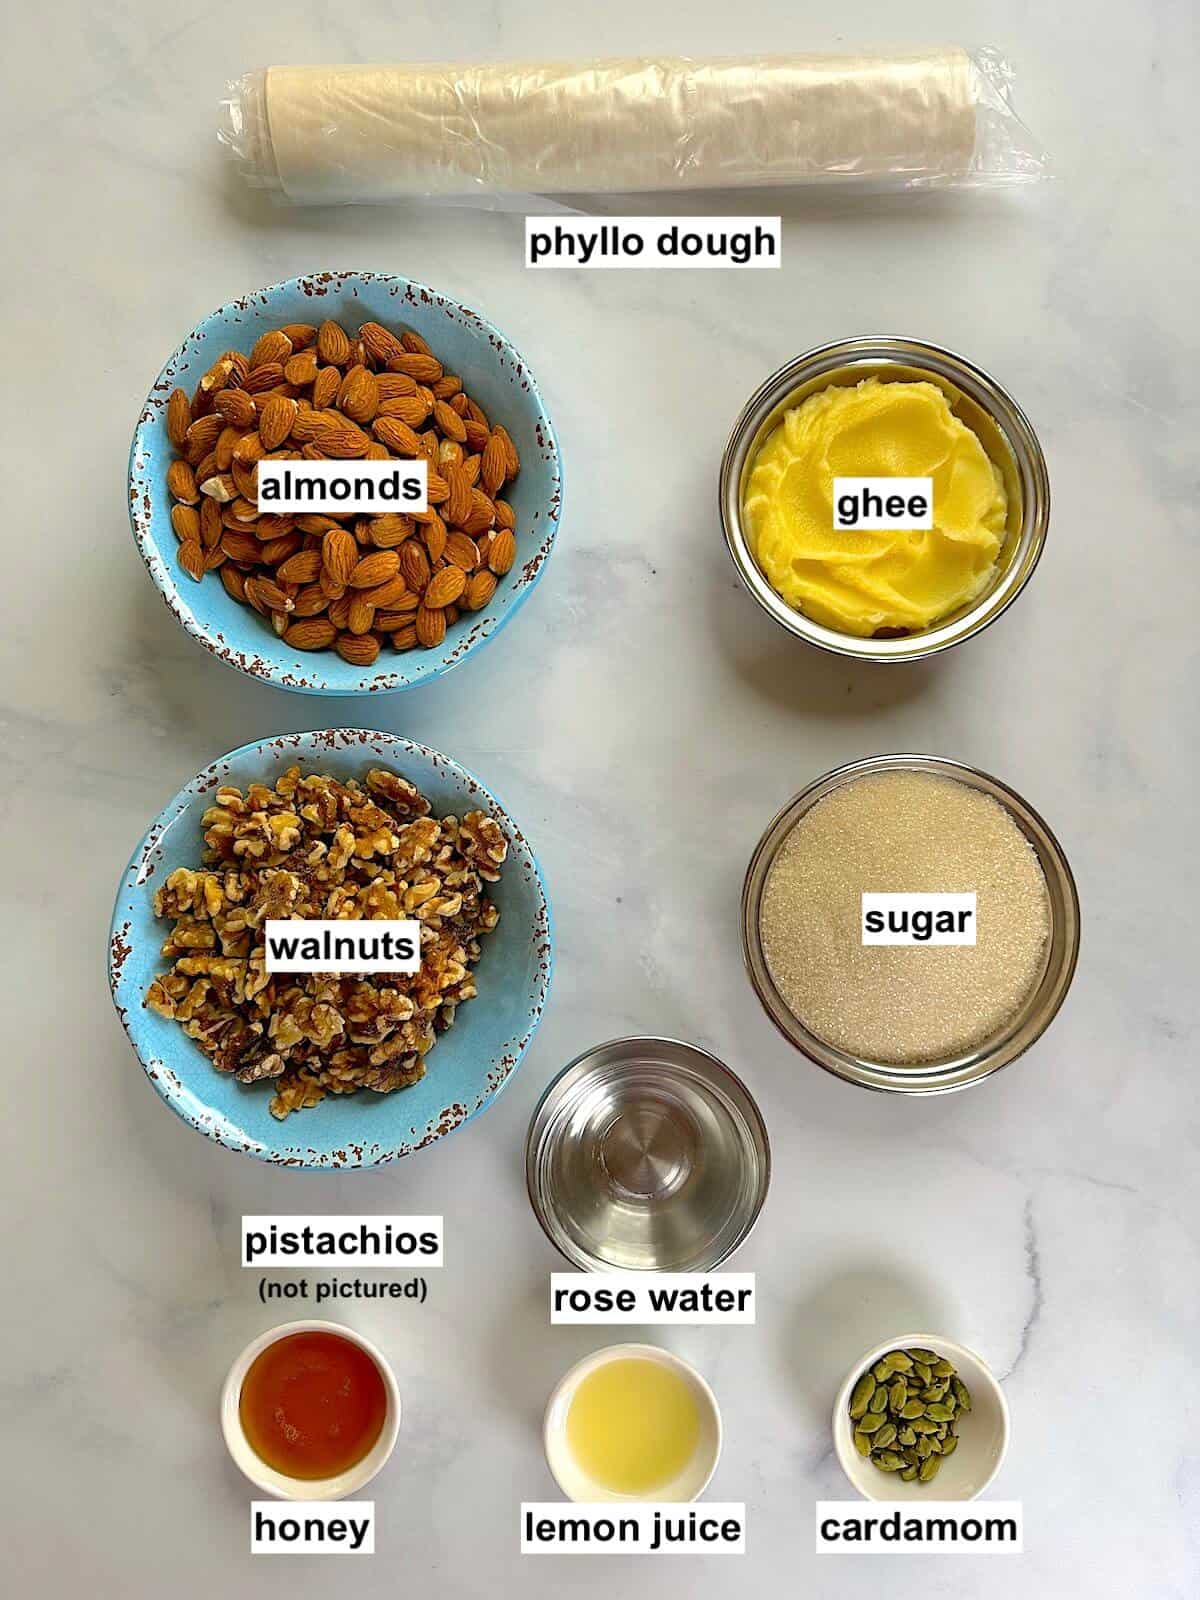 phyllo dough
almonds
ghee
walnuts
sugar
pistachios
(not pictured)
rose water
honey
lemon juice
cardamom